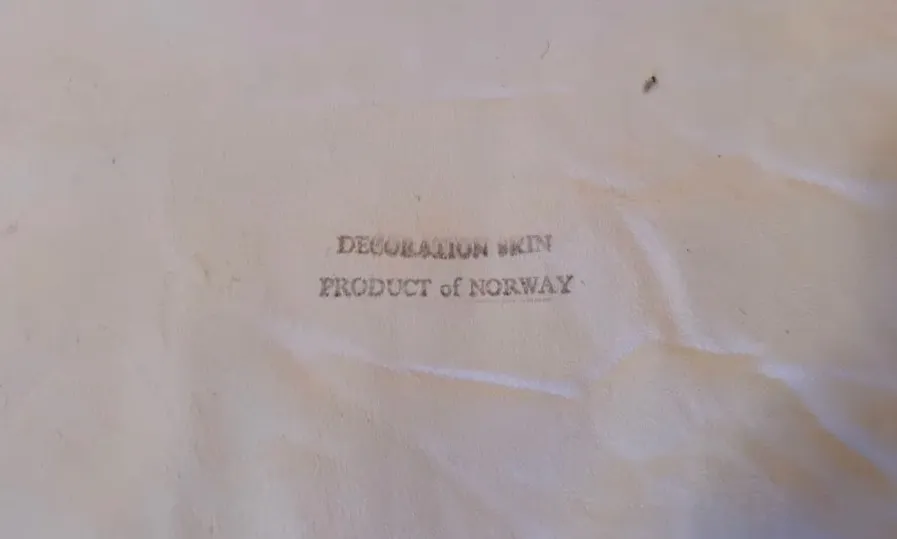 DECORATION SKIN
PRODUCT of NORWAY